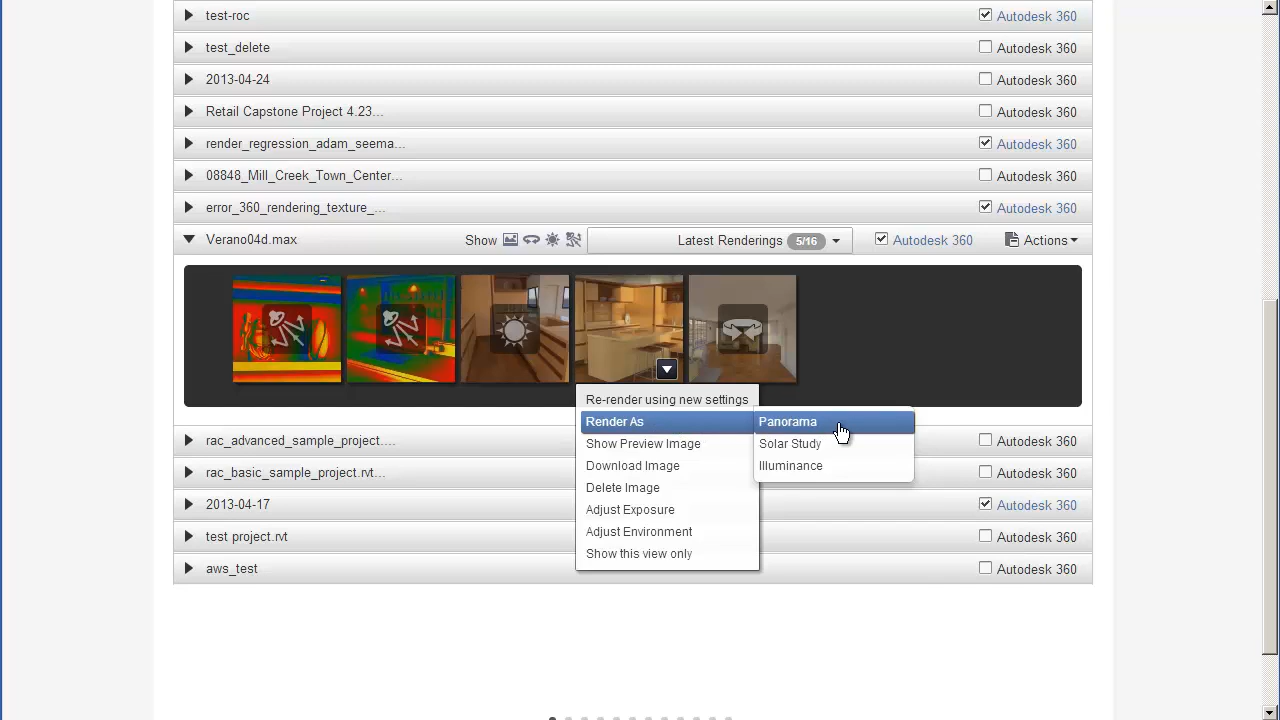 test-roc Autodesk 360
test_delete Autodesk 360
2013-04-24 Autodesk 360
Retail Capstone Project 4.23... Autodesk 360
render_regression_adam_seema... Autodesk 360
08848_Mill_Creek_Town_Center... Autodesk 360
error_360_rendering_texture_... Autodesk 360
Verano04d.max Show Latest Renderings 5/16 Autodesk 360 Actions
Re-render using new settings
Render As Panorama
Show Preview Image Solar Study
Download Image Illuminance
Delete Image
Adjust Exposure
Adjust Environment
Show this view only
rac_advanced_sample_project.... Autodesk 360
rac_basic_sample_project.rvt... Autodesk 360
2013-04-17 Autodesk 360
test project.rvt Autodesk 360
aws_test Autodesk 360